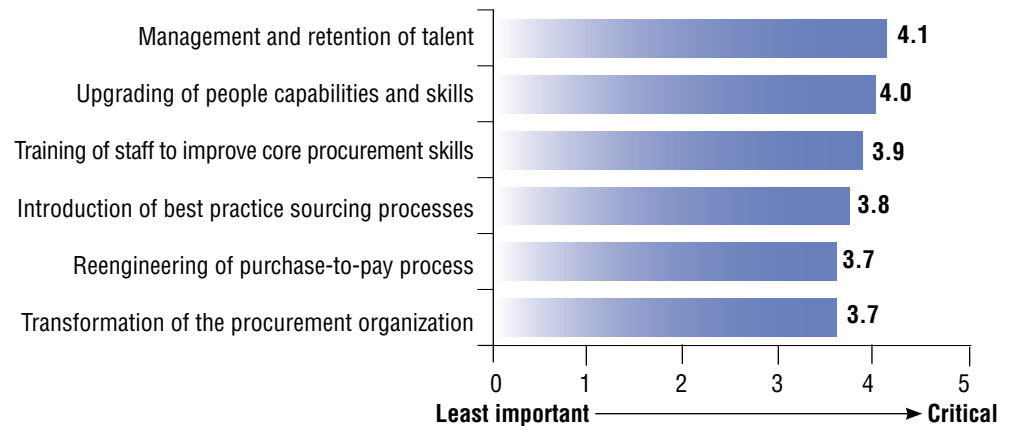 Management and retention of talent 4.1
Upgrading of people capabilities and skills 4.0
Training of staff to improve core procurement skills 3.9
Introduction of best practice sourcing processes 3.8
Reengineering of purchase-to-pay process 3.7
Transformation of the procurement organization 3.7
0 1 2 3 4 5
Least important Critical